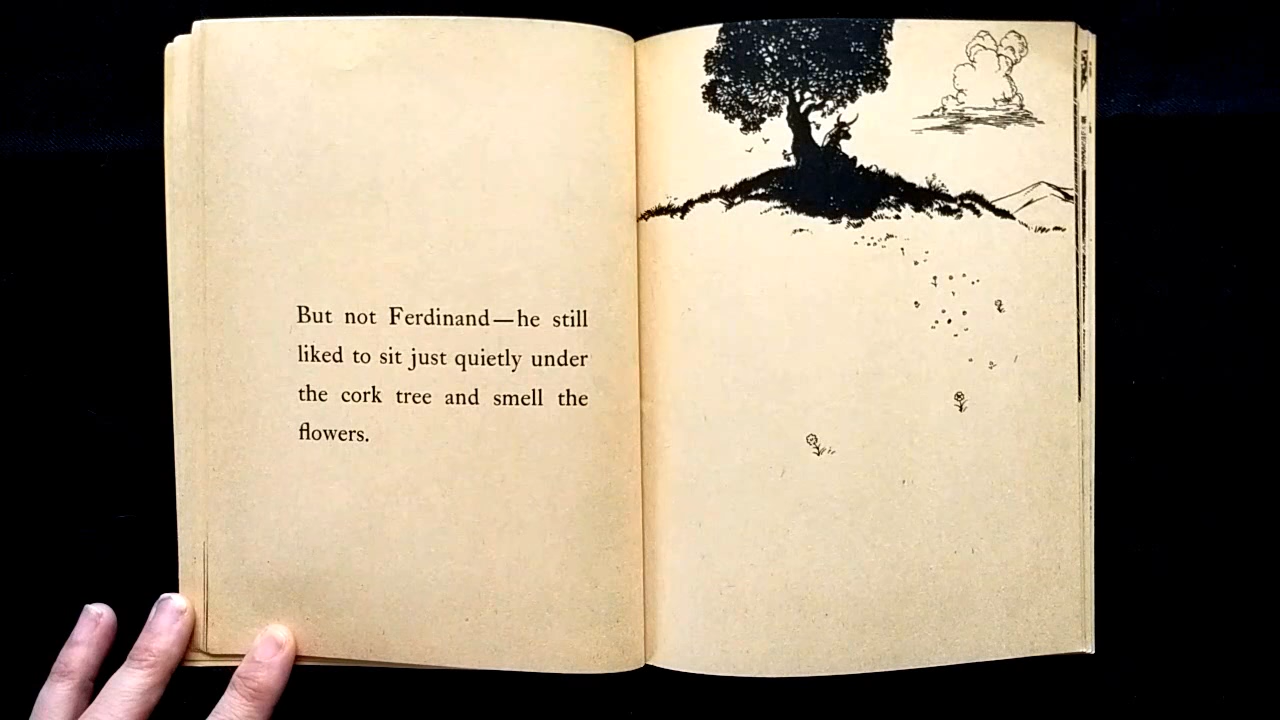 But not Ferdinand—he still
liked to sit just quietly under
the cork tree and smell the
flowers.